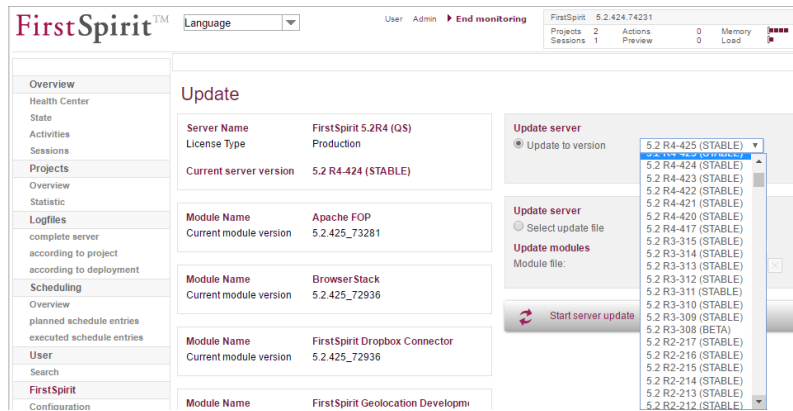 FirstSpirit™
Language
User Admin End monitoring
FirstSpirit 5.2.424.74231
Projects 2 Actions 0 Memory
Sessions 1 Preview 0 Load
Overview
Health Center
State
Activities
Sessions
Projects
Overview
Statistic
Logfiles
complete server
according to project
according to deployment
Scheduling
Overview
planned schedule entries
executed schedule entries
User
Search
FirstSpirit
Configuration
Update
Server Name FirstSpirit 5.2R4 (QS)
License Type Production
Current server version 5.2 R4-424 (STABLE)
Module Name Apache FOP
Current module version 5.2.425_73281
Module Name BrowserStack
Current module version 5.2.425_72936
Module Name FirstSpirit Dropbox Connector
Current module version 5.2.425_72936
Module Name FirstSpirit Geolocation Developme
Update server
Update to version 5.2 R4-425 (STABLE)
Update server
Select update file
Update modules
Module file:
Start server update
5.2 R4-425 (STABLE)
5.2 R4-424 (STABLE)
5.2 R4-423 (STABLE)
5.2 R4-422 (STABLE)
5.2 R4-421 (STABLE)
5.2 R4-420 (STABLE)
5.2 R4-417 (STABLE)
5.2 R3-315 (STABLE)
5.2 R3-314 (STABLE)
5.2 R3-313 (STABLE)
5.2 R3-312 (STABLE)
5.2 R3-311 (STABLE)
5.2 R3-310 (STABLE)
5.2 R3-309 (STABLE)
5.2 R3-308 (BETA)
5.2 R2-217 (STABLE)
5.2 R2-216 (STABLE)
5.2 R2-215 (STABLE)
5.2 R2-214 (STABLE)
5.2 R2-213 (STABLE)
5.2 R2-212 (STABLE)